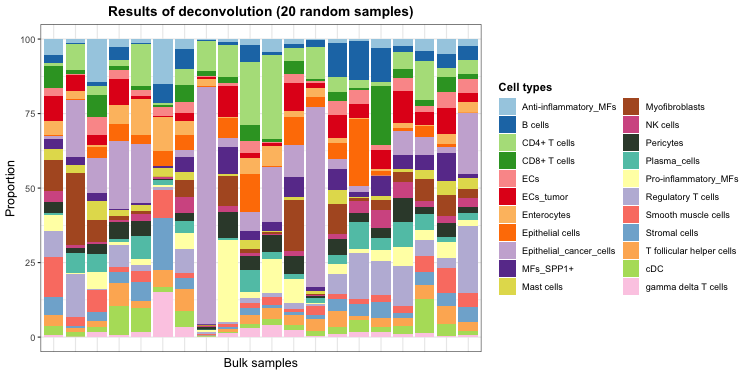 Results of deconvolution (20 random samples)
100
75
50
25
0
Proportion
Bulk samples
Cell types
Anti-inflammatory_MFs
B cells
CD4+ T cells
CD8+ T cells
ECs
ECs_tumor
Enterocytes
Epithelial cells
Epithelial_cancer_cells
MFs_SPP1+
Mast cells
Myofibroblasts
NK cells
Pericytes
Plasma_cells
Pro-inflammatory_MFs
Regulatory T cells
Smooth muscle cells
Stromal cells
T follicular helper cells
cDC
gamma delta T cells